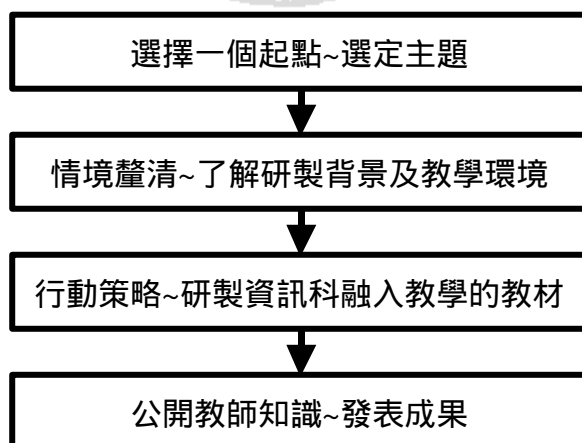 選擇一個起點~選定主題
情境釐清~了解研製背景及教學環境
行動策略~研製資訊科融入教學的教材
公開教師知識~發表成果